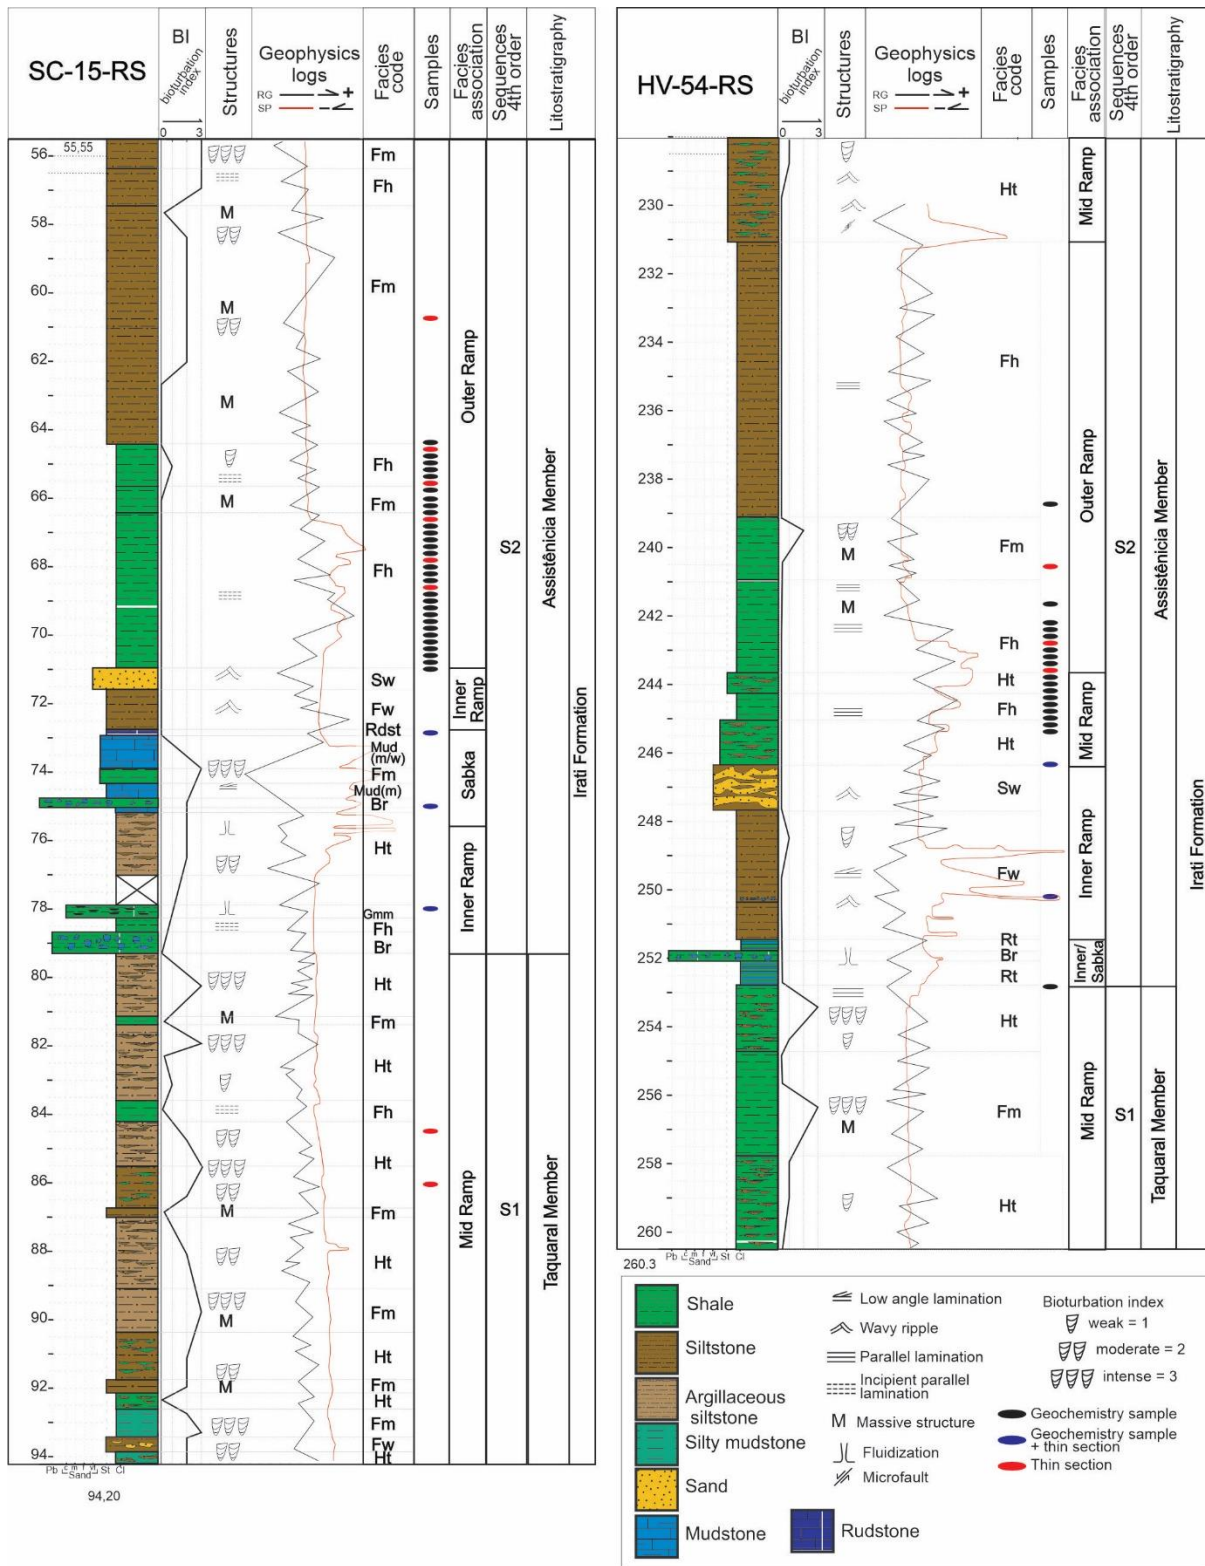 SC-15-RS
BI
bioturbation
index
0 3
Structures
Geophysics
logs
RG +
SP
Facies
code
Samples
Facies
association
Sequences
4th order
Litostratigraphy
55,55
56
58
60
62
64
66
68
70
72
74
76
78
80
82
84
86
88
90
92
94
M
M
M
M
M
M
M
M
Fm
Fh
Fm
Fh
Fm
Fh
Sw
Fw
Rdst
Mud
(m/w)
Fm
Mud(m)
Br
Ht
Gmm
Fh
Br
Ht
Fm
Ht
Fh
Ht
Fm
Ht
Fm
Ht
Fm
Ht
Fm
Fw
Ht
Outer Ramp
Inner
Ramp
Sabka
Inner Ramp
Mid Ramp
S2
S1
Assistênicia Member
Taquaral Member
Irati Formation
Pb c m f vf St Cl
Sand
94,20
HV-54-RS
BI
bioturbation
index
0 3
Structures
Geophysics
logs
RG +
SP
Facies
code
Samples
Facies
association
Sequences
4th order
Litostratigraphy
230
232
234
236
238
240
242
244
246
248
250
252
254
256
258
260
M
M
M
Ht
Fh
Fm
Fh
Ht
Fh
Ht
Sw
Fw
Rt
Br
Rt
Ht
Fm
Ht
Mid Ramp
Outer Ramp
Mid Ramp
Inner Ramp
Inner/
Sabka
Mid Ramp
S2
S1
Assistênicia Member
Taquaral Member
Irati Formation
Pb c m f vf St Cl
Sand
260.3
Shale
Siltstone
Argillaceous
siltstone
Silty mudstone
Sand
Mudstone
Rudstone
Low angle lamination
Wavy ripple
Parallel lamination
Incipient parallel
lamination
M Massive structure
Fluidization
Microfault
Bioturbation index
weak = 1
moderate = 2
intense = 3
Geochemistry sample
Geochemistry sample
+ thin section
Thin section